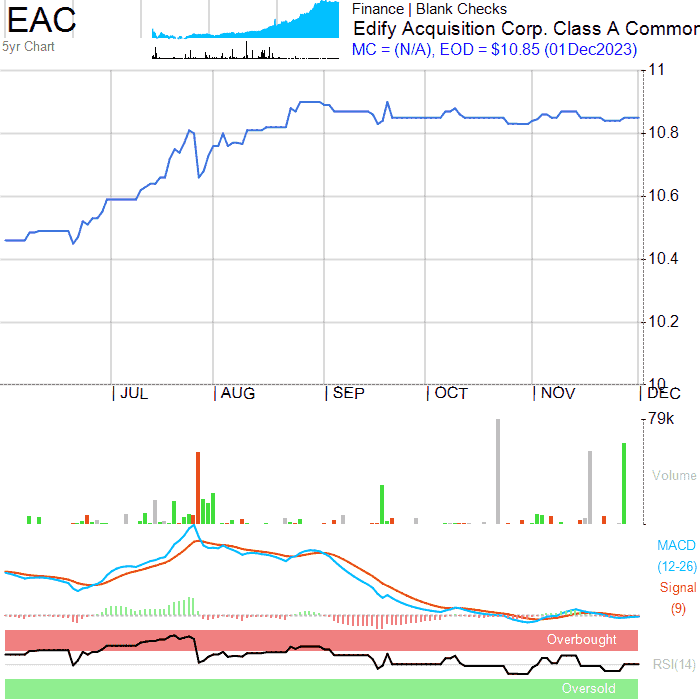 EAC
5yr Chart
Finance | Blank Checks
Edify Acquisition Corp. Class A Common
MC = (N/A), EOD = $10.85 (01Dec2023)
11
10.8
10.6
10.4
10.2
10
JUL
AUG
SEP
OCT
NOV
DEC
79k
Volume
MACD
(12-26)
Signal
(9)
Overbought
RSI(14)
Oversold